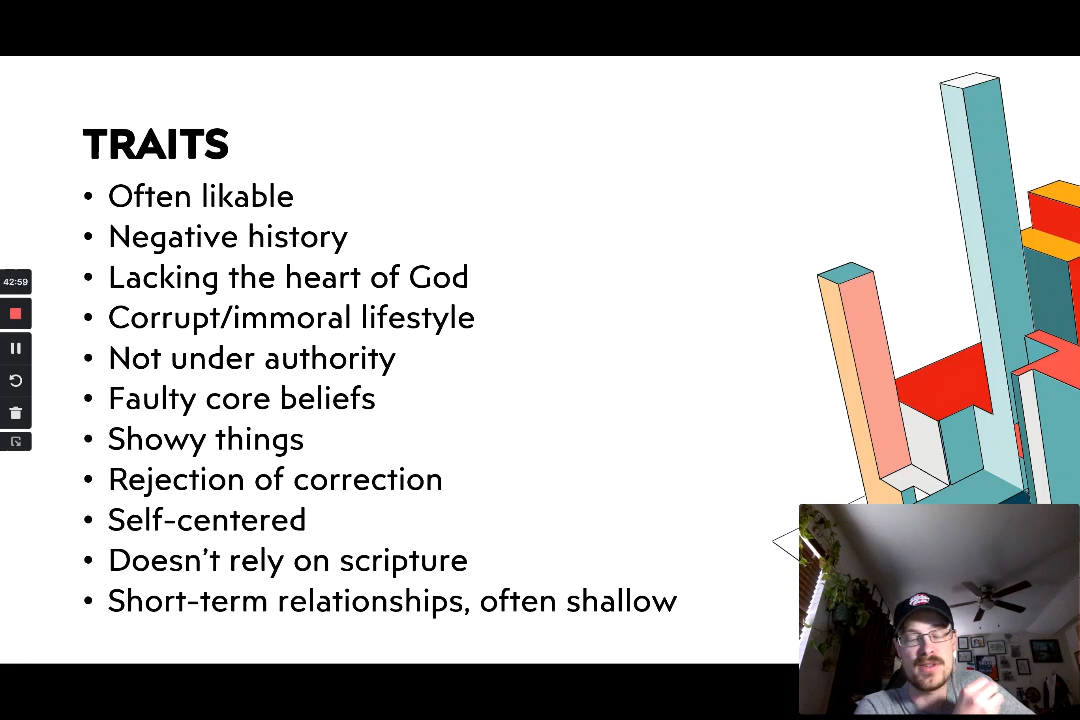 TRAITS
• Often likable
• Negative history
• Lacking the heart of God
• Corrupt/immoral lifestyle
• Not under authority
• Faulty core beliefs
• Showy things
• Rejection of correction
• Self-centered
• Doesn't rely on scripture
• Short-term relationships, often shallow
42:59